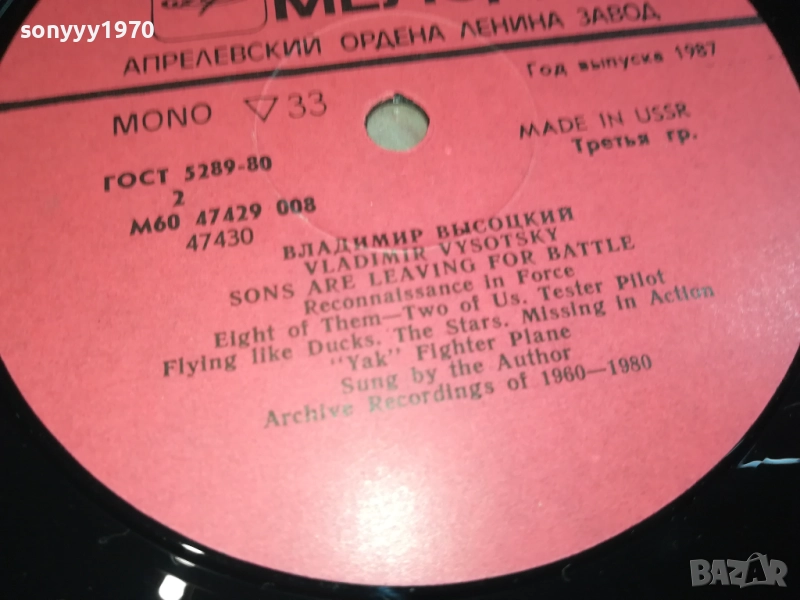 sonyyy1970
АПРЕЛЕВСКИЙ ОРДЕНА ЛЕНИНА ЗАВОД
MONO ▽ 33
Год выпуска 1987
MADE IN USSR
Третья гр.
ГОСТ 5289-80
2
М60 47429 008
47430
ВЛАДИМИР ВЫСОЦКИЙ
VLADIMIR VYSOTSKY
SONS ARE LEAVING FOR BATTLE
Reconnaissance in Force
Eight of Them—Two of Us. Tester Pilot
Flying like Ducks. The Stars. Missing in Action
"Yak" Fighter Plane
Sung by the Author
Archive Recordings of 1960—1980
BAZAR